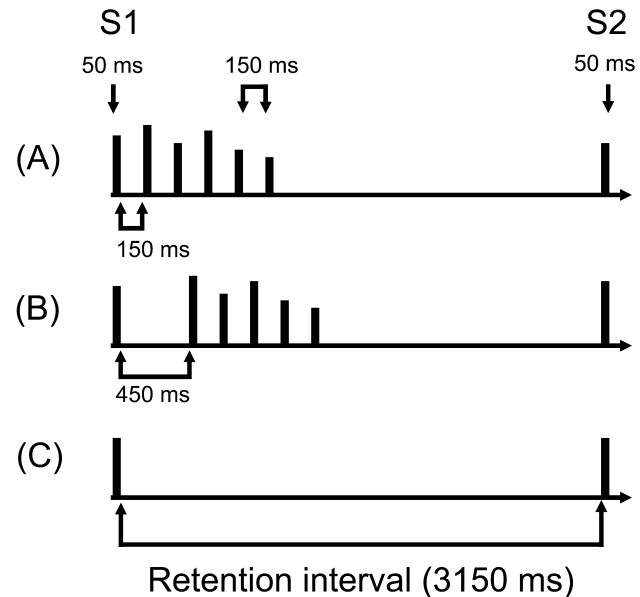 S1 S2
50 ms 150 ms 50 ms
(A)
150 ms
(B)
450 ms
(C)
Retention interval (3150 ms)